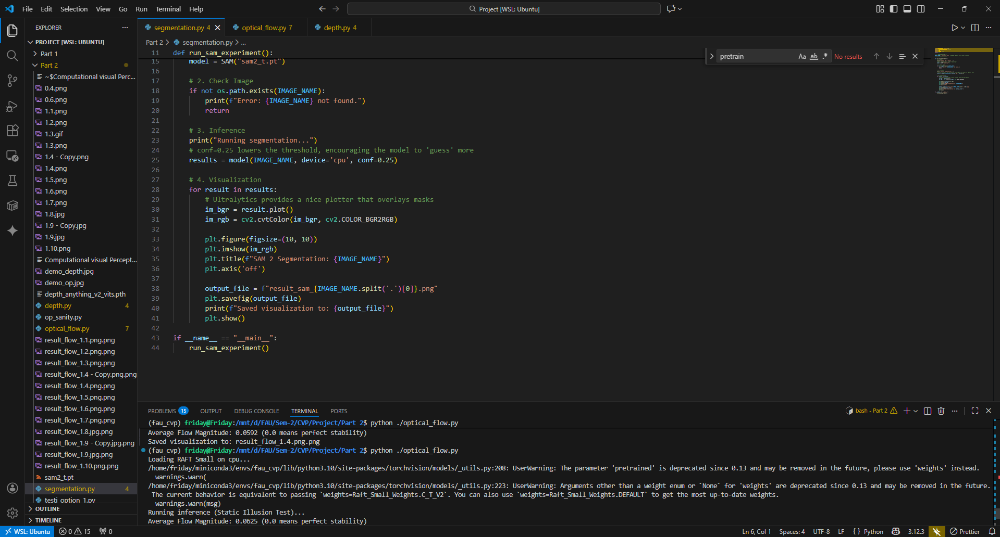 File Edit Selection View Go Run Terminal Help
Project [WSL: Ubuntu]
EXPLORER
PROJECT [WSL: UBUNTU]
Part 1
Part 2
~$Computational visual Perc...
0.4.png
0.6.png
1.1.png
1.2.png
1.3.gif
1.3.png
1.4 - Copy.png
1.4.png
1.5.png
1.6.png
1.7.png
1.8.jpg
1.9 - Copy.jpg
1.9.jpg
1.10.png
Computational visual Percept...
demo_depth.jpg
demo_op.jpg
depth_anything_v2_vits.pth
depth.py 4
op_sanity.py
optical_flow.py 7
result_flow_1.1.png.png
result_flow_1.2.png.png
result_flow_1.3.png.png
result_flow_1.4 - Copy.png.png
result_flow_1.4.png.png
result_flow_1.5.png.png
result_flow_1.6.png.png
result_flow_1.7.png.png
result_flow_1.8.jpg.png
result_flow_1.9 - Copy.jpg.png
result_flow_1.9.jpg.png
result_flow_1.10.png.png
sam2_t.pt
segmentation.py 4
testi_option_1.py
OUTLINE
TIMELINE
segmentation.py 4
optical_flow.py 7
depth.py 4
Part 2 > segmentation.py > ...
pretrain Aa ab .* No results
11 def run_sam_experiment():
15     model = SAM("sam2_t.pt")
16
17     # 2. Check Image
18     if not os.path.exists(IMAGE_NAME):
19         print(f"Error: {IMAGE_NAME} not found.")
20         return
21
22     # 3. Inference
23     print("Running segmentation...")
24     # conf=0.25 lowers the threshold, encouraging the model to 'guess' more
25     results = model(IMAGE_NAME, device='cpu', conf=0.25)
26
27     # 4. Visualization
28     for result in results:
29         # Ultralytics provides a nice plotter that overlays masks
30         im_bgr = result.plot()
31         im_rgb = cv2.cvtColor(im_bgr, cv2.COLOR_BGR2RGB)
32
33         plt.figure(figsize=(10, 10))
34         plt.imshow(im_rgb)
35         plt.title(f"SAM 2 Segmentation: {IMAGE_NAME}")
36         plt.axis('off')
37
38         output_file = f"result_sam_{IMAGE_NAME.split('.')[0]}.png"
39         plt.savefig(output_file)
40         print(f"Saved visualization to: {output_file}")
41         plt.show()
42
43 if __name__ == "__main__":
44     run_sam_experiment()
PROBLEMS 15 OUTPUT DEBUG CONSOLE TERMINAL PORTS
bash - Part 2
(fau_cvp) friday@Friday:/mnt/d/FAU/Sem-2/CVP/Project/Part 2$ python ./optical_flow.py
Average Flow Magnitude: 0.0592 (0.0 means perfect stability)
Saved visualization to: result_flow_1.4.png.png
(fau_cvp) friday@Friday:/mnt/d/FAU/Sem-2/CVP/Project/Part 2$ python ./optical_flow.py
Loading RAFT Small on cpu...
/home/friday/miniconda3/envs/fau_cvp/lib/python3.10/site-packages/torchvision/models/_utils.py:208: UserWarning: The parameter 'pretrained' is deprecated since 0.13 and may be removed in the future, please use 'weights' instead.
  warnings.warn(
/home/friday/miniconda3/envs/fau_cvp/lib/python3.10/site-packages/torchvision/models/_utils.py:223: UserWarning: Arguments other than a weight enum or `None` for 'weights' are deprecated since 0.13 and may be removed in the future.
 The current behavior is equivalent to passing `weights=Raft_Small_Weights.C_T_V2`. You can also use `weights=Raft_Small_Weights.DEFAULT` to get the most up-to-date weights.
  warnings.warn(msg)
Running inference (Static Illusion Test)...
Average Flow Magnitude: 0.0625 (0.0 means perfect stability)
WSL: Ubuntu 0 15 0
Ln 6, Col 1 Spaces: 4 UTF-8 LF { } Python 3.12.3 Prettier